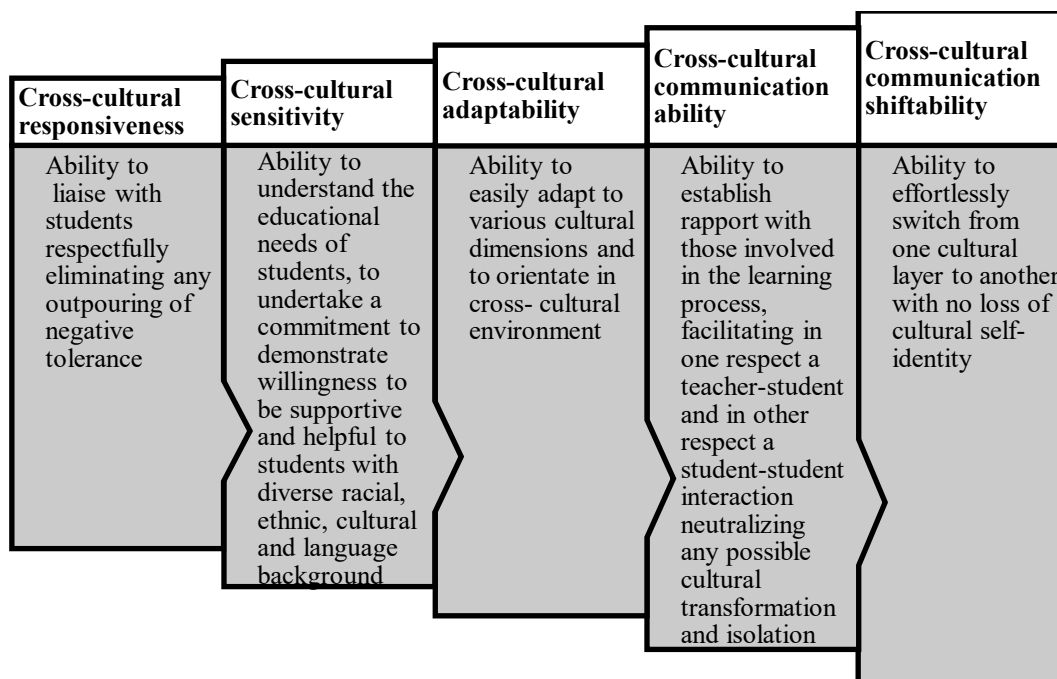 Cross-cultural
responsiveness
Ability to
liaise with
students
respectfully
eliminating any
outpouring of
negative
tolerance
Cross-cultural
sensitivity
Ability to
understand the
educational
needs of
students, to
undertake a
commitment to
demonstrate
willingness to
be supportive
and helpful to
students with
diverse racial,
ethnic, cultural
and language
background
Cross-cultural
adaptability
Ability to
easily adapt to
various cultural
dimensions and
to orientate in
cross- cultural
environment
Cross-cultural
communication
ability
Ability to
establish
rapport with
those involved
in the learning
process,
facilitating in
one respect a
teacher-student
and in other
respect a
student-student
interaction
neutralizing
any possible
cultural
transformation
and isolation
Cross-cultural
communication
shiftability
Ability to
effortlessly
switch from
one cultural
layer to another
with no loss of
cultural self-
identity